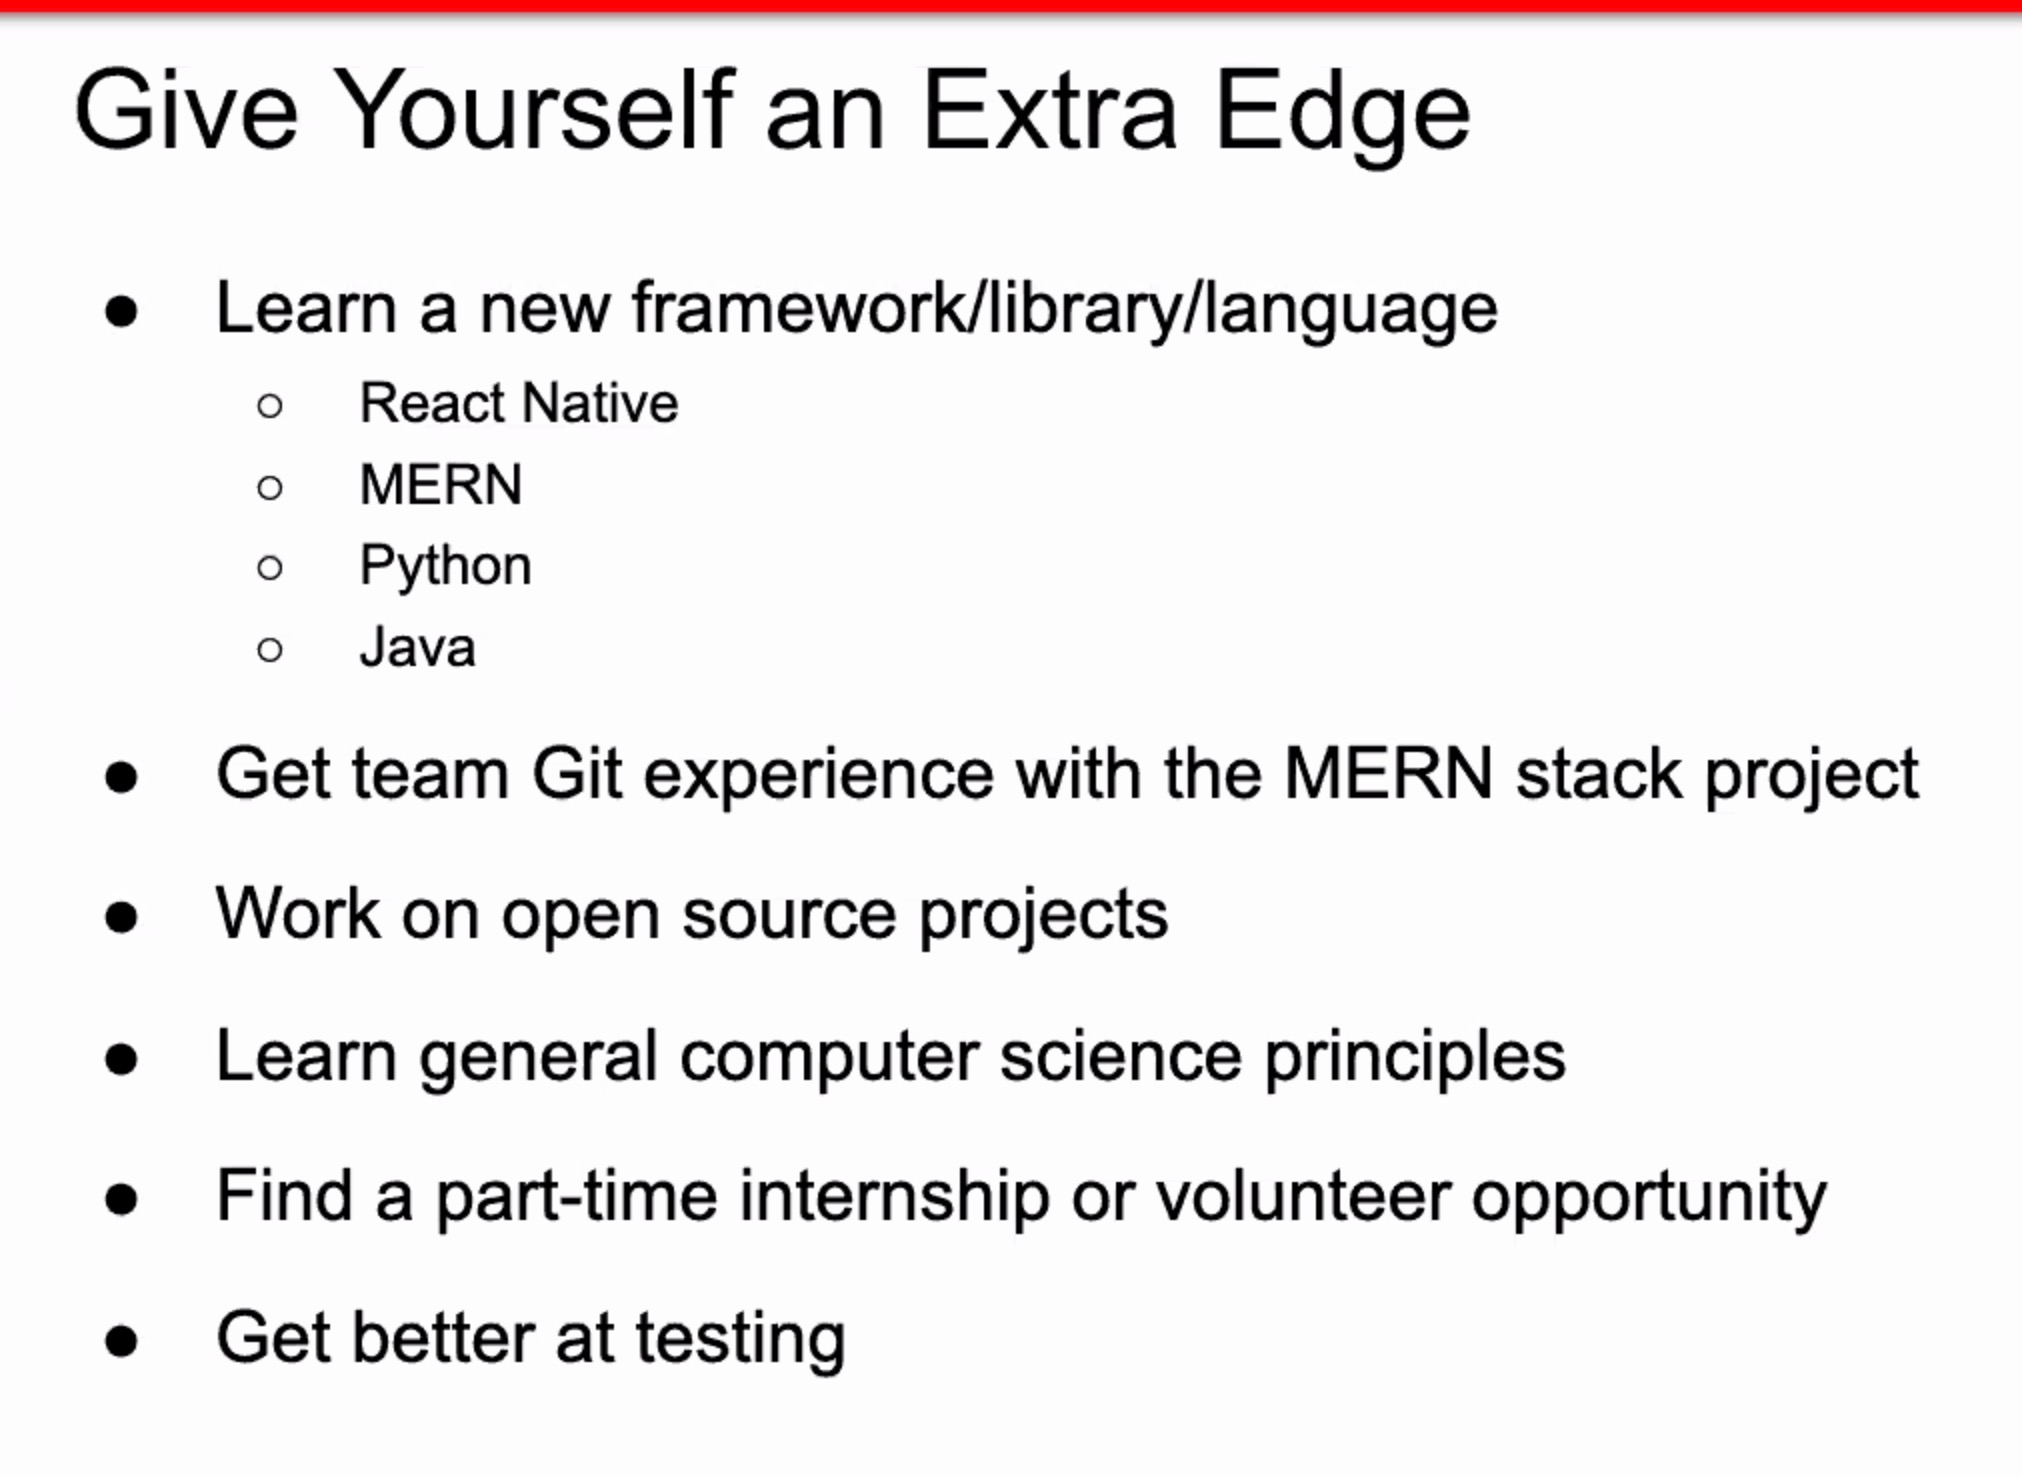 Give Yourself an Extra Edge
● Learn a new framework/library/language
○ React Native
○ MERN
○ Python
○ Java
● Get team Git experience with the MERN stack project
● Work on open source projects
● Learn general computer science principles
● Find a part-time internship or volunteer opportunity
● Get better at testing